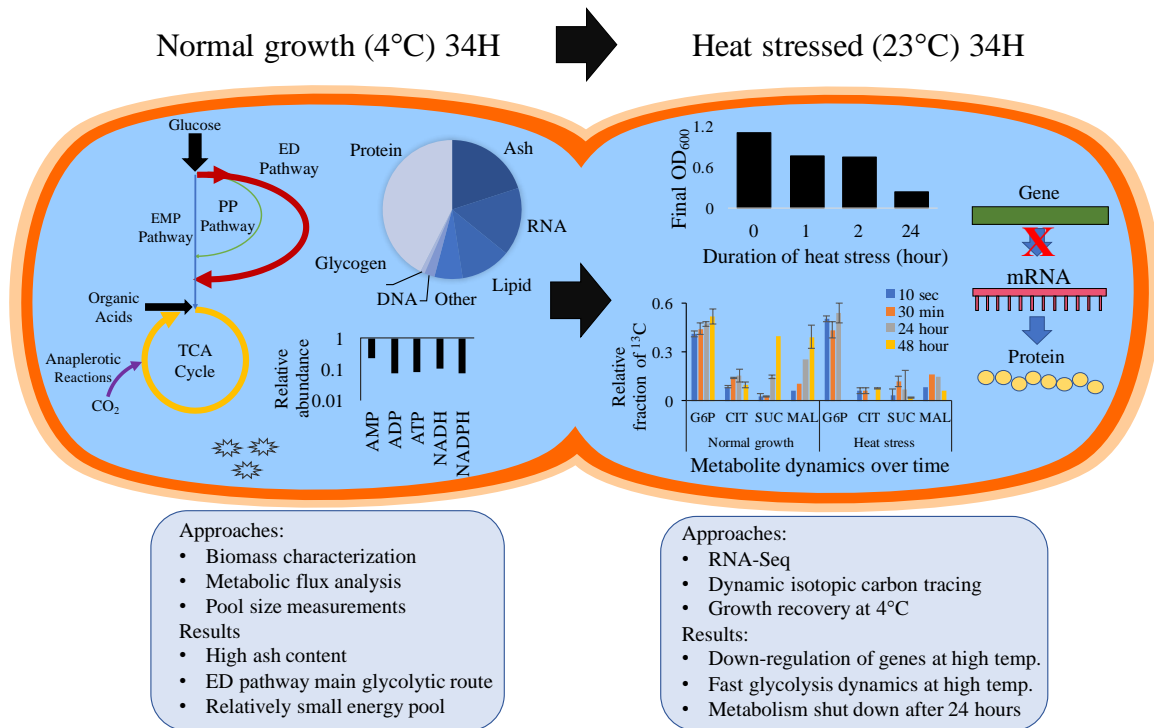 Normal growth (4°C) 34H
Heat stressed (23°C) 34H
Glucose
ED
Pathway
PP
Pathway
EMP
Pathway
Organic
Acids
Anaplerotic
Reactions
CO₂
TCA
Cycle
Protein
Ash
RNA
Lipid
Other
DNA
Glycogen
Relative
abundance
1
0.1
0.01
AMP
ADP
ATP
NADH
NADPH
Final OD₆₀₀
1.2
0.6
0
0 1 2 24
Duration of heat stress (hour)
Gene
X
mRNA
Protein
Relative
fraction of ¹³C
0.6
0.3
0
10 sec
30 min
24 hour
48 hour
G6P CIT SUC MAL G6P CIT SUC MAL
Normal growth Heat stress
Metabolite dynamics over time
Approaches:
• Biomass characterization
• Metabolic flux analysis
• Pool size measurements
Results
• High ash content
• ED pathway main glycolytic route
• Relatively small energy pool
Approaches:
• RNA-Seq
• Dynamic isotopic carbon tracing
• Growth recovery at 4°C
Results:
• Down-regulation of genes at high temp.
• Fast glycolysis dynamics at high temp.
• Metabolism shut down after 24 hours